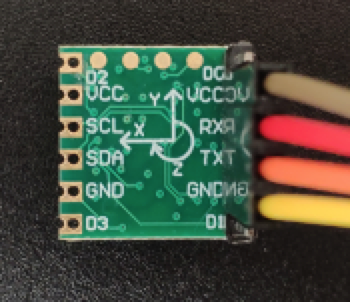 D2 D0
VCC Y VCC
SCL X RX
SDA TX
Z
GND GND
D3 D1